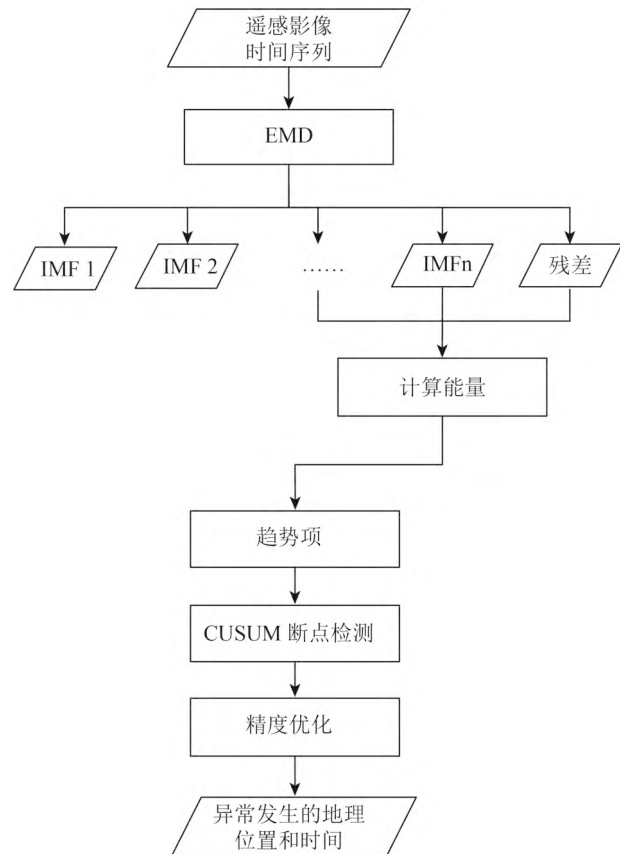 遥感影像
时间序列
EMD
IMF 1
IMF 2
……
IMFn
残差
计算能量
趋势项
CUSUM 断点检测
精度优化
异常发生的地理
位置和时间